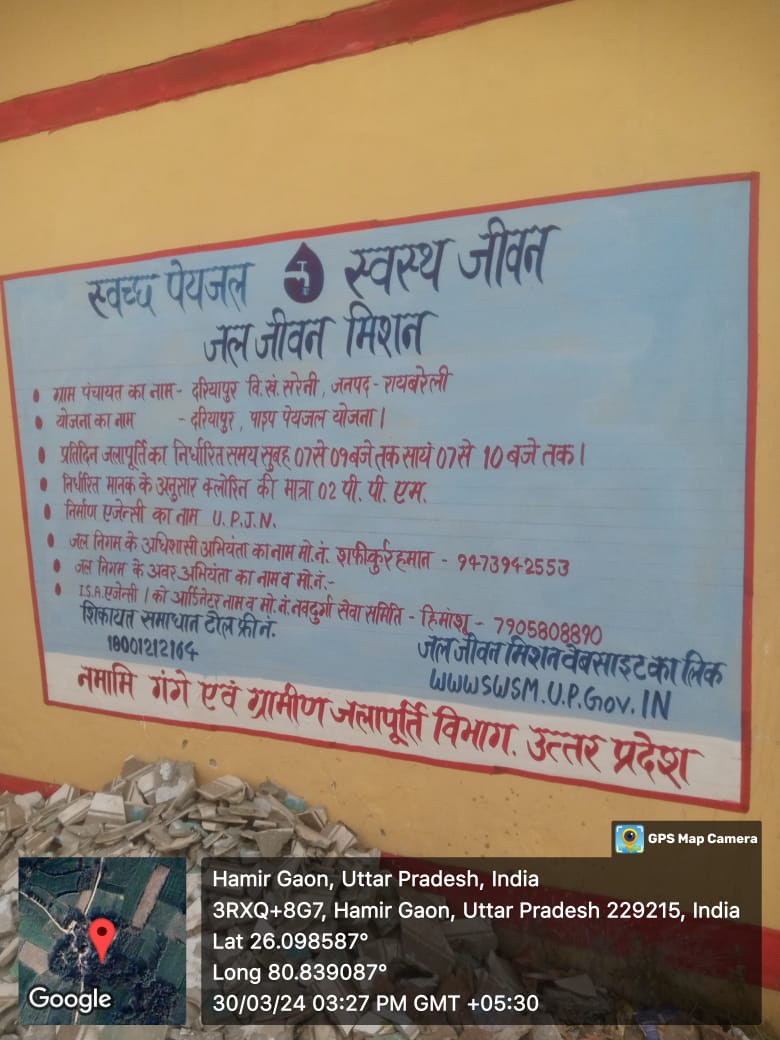 स्वच्छ पेयजल स्वस्थ जीवन
जल जीवन मिशन
ग्राम पंचायत का नाम - दरियापुर वि.सं. सरेनी, जनपद - रायबरेली
योजना का नाम - दरियापुर, पाइप पेयजल योजना।
प्रतिदिन जलापूर्ति का निर्धारित समय सुबह 07 से 09 बजे तक सायं 07 से 10 बजे तक।
निर्धारित मानक के अनुसार क्लोरिन की मात्रा 02 पी. पी. एम.
निर्माण एजेन्सी का नाम U.P.J.N.
जल निगम के अधिशासी अभियंता का नाम मो.नं. शफीकुर्रहमान - 9473942553
जल निगम के अवर अभियंता का नाम व मो.नं.-
I.S.A. एजेन्सी / को आर्डिनेटर नाम व मो.नं. नवदुर्गा सेवा समिति - हिमांशू - 7905808890
शिकायत समाधान टोल फ्री नं.
18001212164
जल जीवन मिशन वेबसाइट का लिंक
WWWSWSM.U.P.Gov.IN
नमामि गंगे एवं ग्रामीण जलापूर्ति विभाग. उत्तर प्रदेश
GPS Map Camera
Hamir Gaon, Uttar Pradesh, India
3RXQ+8G7, Hamir Gaon, Uttar Pradesh 229215, India
Lat 26.098587°
Long 80.839087°
30/03/24 03:27 PM GMT +05:30
Google